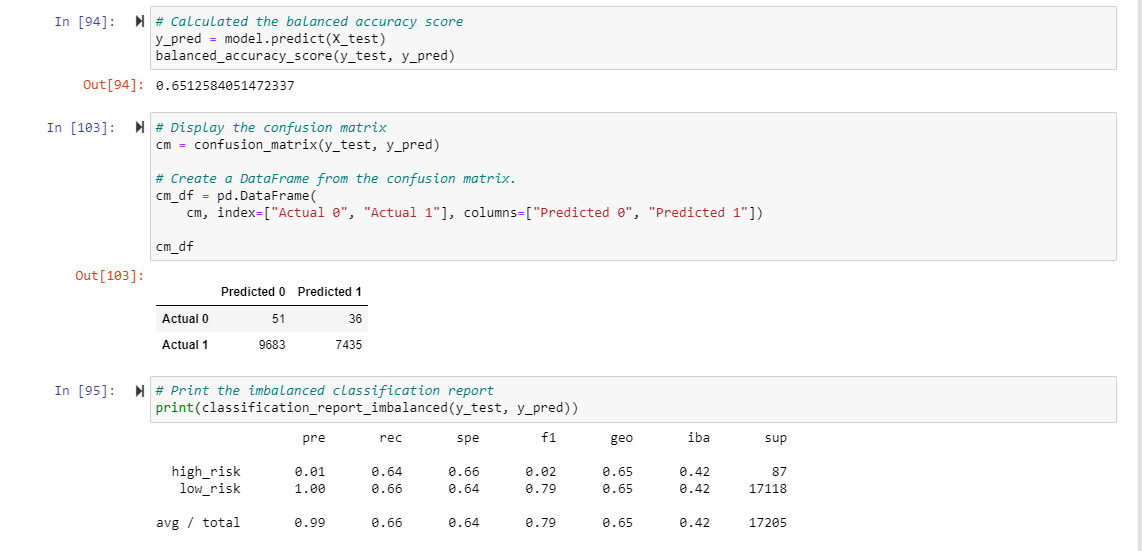 In [94]: # Calculated the balanced accuracy score
y_pred = model.predict(X_test)
balanced_accuracy_score(y_test, y_pred)
Out[94]: 0.6512584051472337
In [103]: # Display the confusion matrix
cm = confusion_matrix(y_test, y_pred)
# Create a DataFrame from the confusion matrix.
cm_df = pd.DataFrame(
cm, index=["Actual 0", "Actual 1"], columns=["Predicted 0", "Predicted 1"])
cm_df
Out[103]:
Predicted 0 Predicted 1
Actual 0 51 36
Actual 1 9683 7435
In [95]: # Print the imbalanced classification report
print(classification_report_imbalanced(y_test, y_pred))
pre rec spe f1 geo iba sup
high_risk 0.01 0.64 0.66 0.02 0.65 0.42 87
low_risk 1.00 0.66 0.64 0.79 0.65 0.42 17118
avg / total 0.99 0.66 0.64 0.79 0.65 0.42 17205